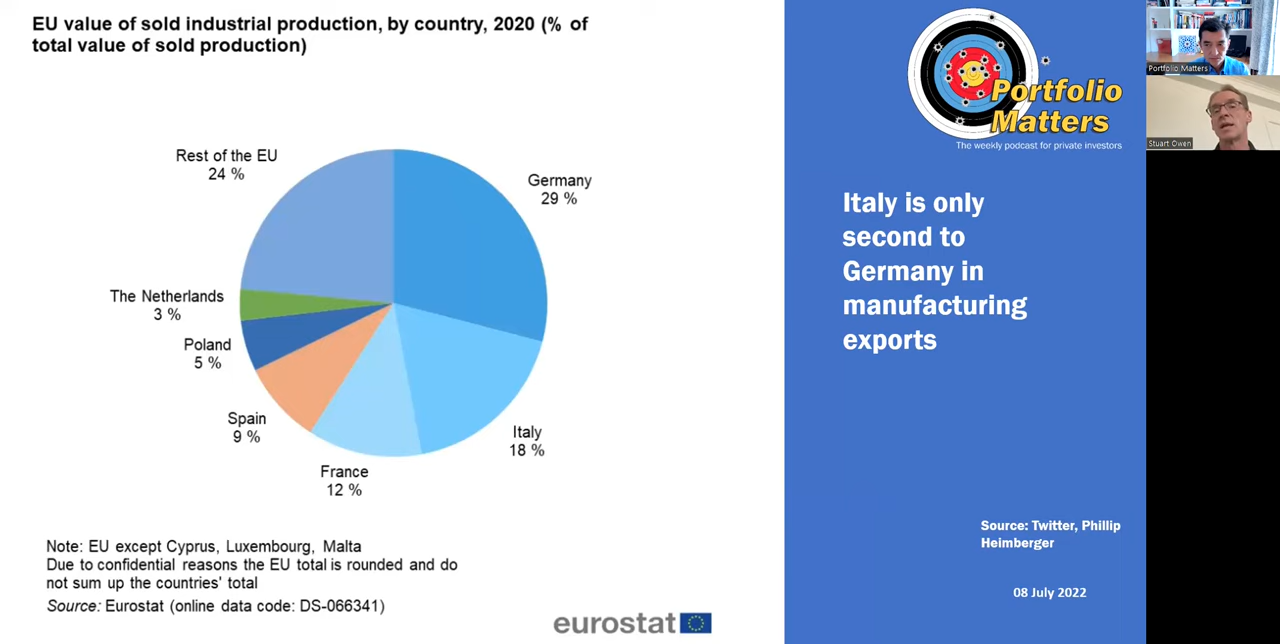 EU value of sold industrial production, by country, 2020 (% of
total value of sold production)
Rest of the EU
24 %
Germany
29 %
The Netherlands
3 %
Poland
5 %
Spain
9 %
France
12 %
Italy
18 %
Note: EU except Cyprus, Luxembourg, Malta
Due to confidential reasons the EU total is rounded and do
not sum up the countries' total
Source: Eurostat (online data code: DS-066341)
eurostat
Portfolio
Matters
The weekly podcast for private investors
Italy is only
second to
Germany in
manufacturing
exports
Source: Twitter, Phillip
Heimberger
08 July 2022
Portfolio Matters
Stuart Owen